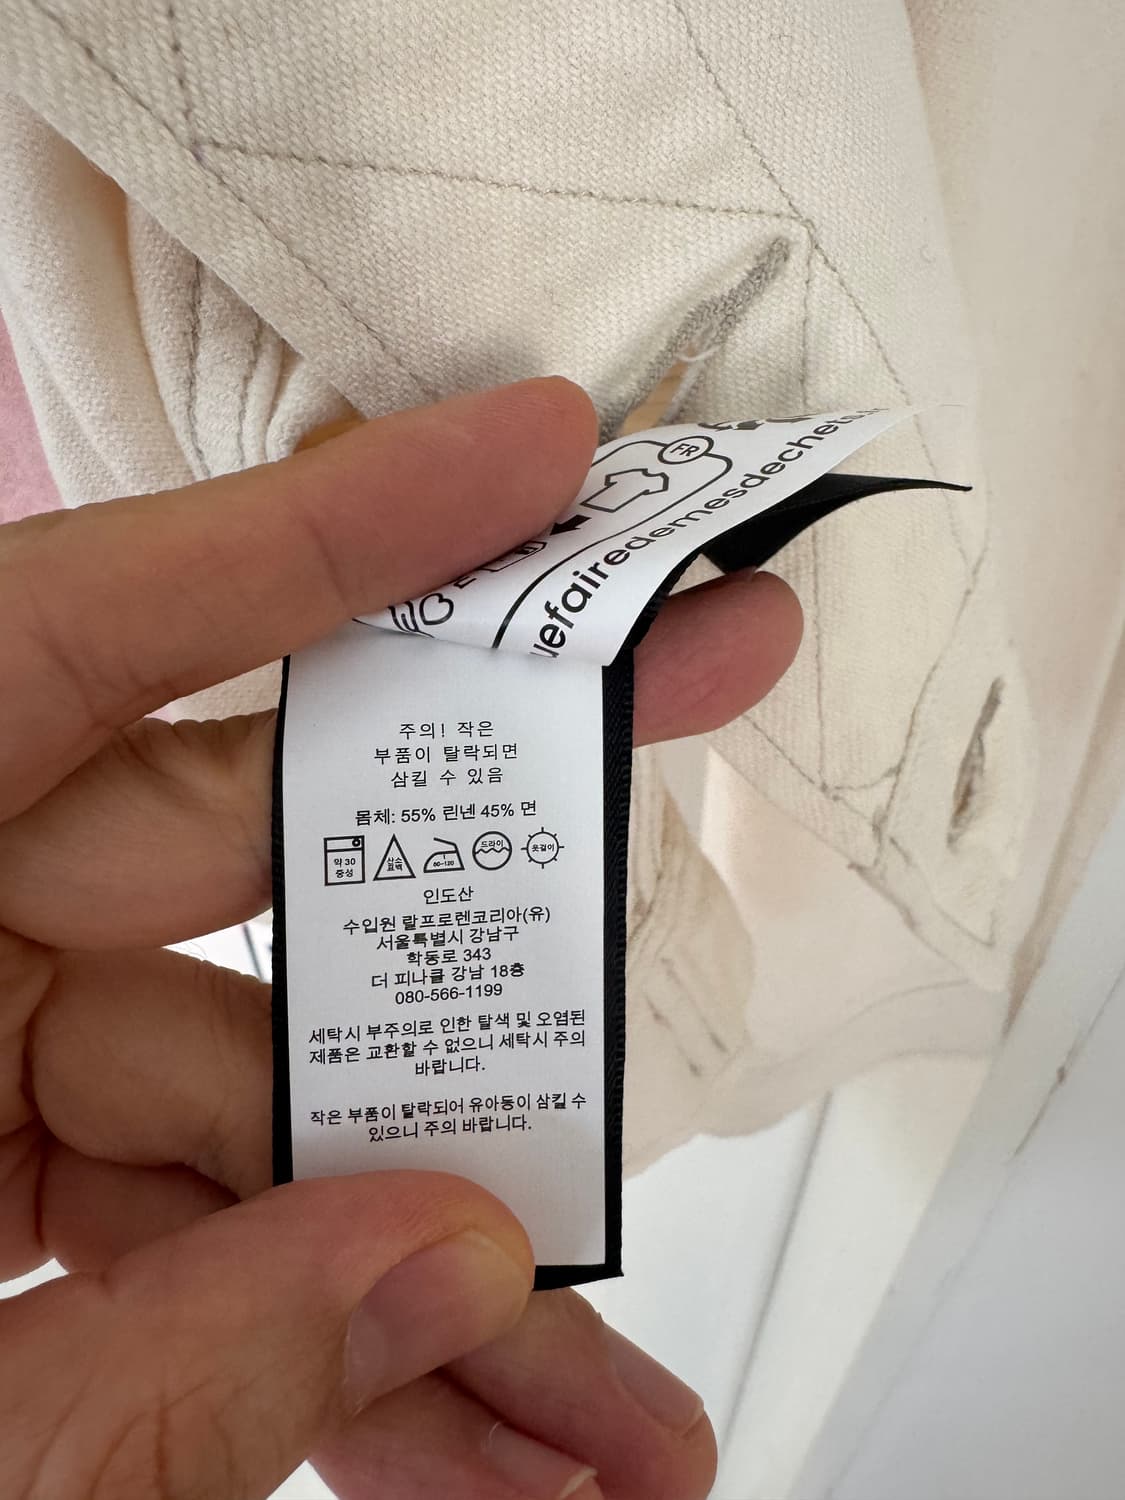 FR
uefairedemesdechets.fr
주의! 작은
부품이 탈락되면
삼킬 수 있음
몸체: 55% 린넨 45% 면
약 30
중성
산소
표백
80~120
드라이
옷걸이
인도산
수입원 랄프로렌코리아(유)
서울특별시 강남구
학동로 343
더 피나클 강남 18층
080-566-1199
세탁시 부주의로 인한 탈색 및 오염된
제품은 교환할 수 없으니 세탁시 주의
바랍니다.
작은 부품이 탈락되어 유아동이 삼킬 수
있으니 주의 바랍니다.